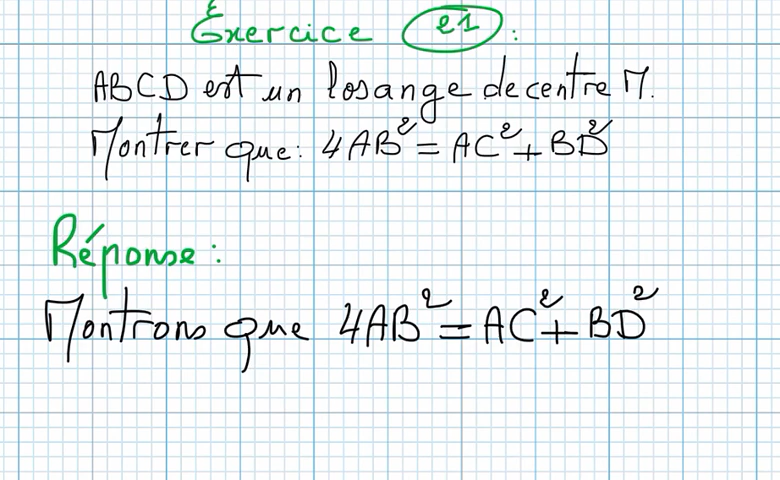 Exercice e1 :
ABCD est un losange de centre M.
Montrer que : 4AB² = AC² + BD²
Réponse :
Montrons que 4AB² = AC² + BD²